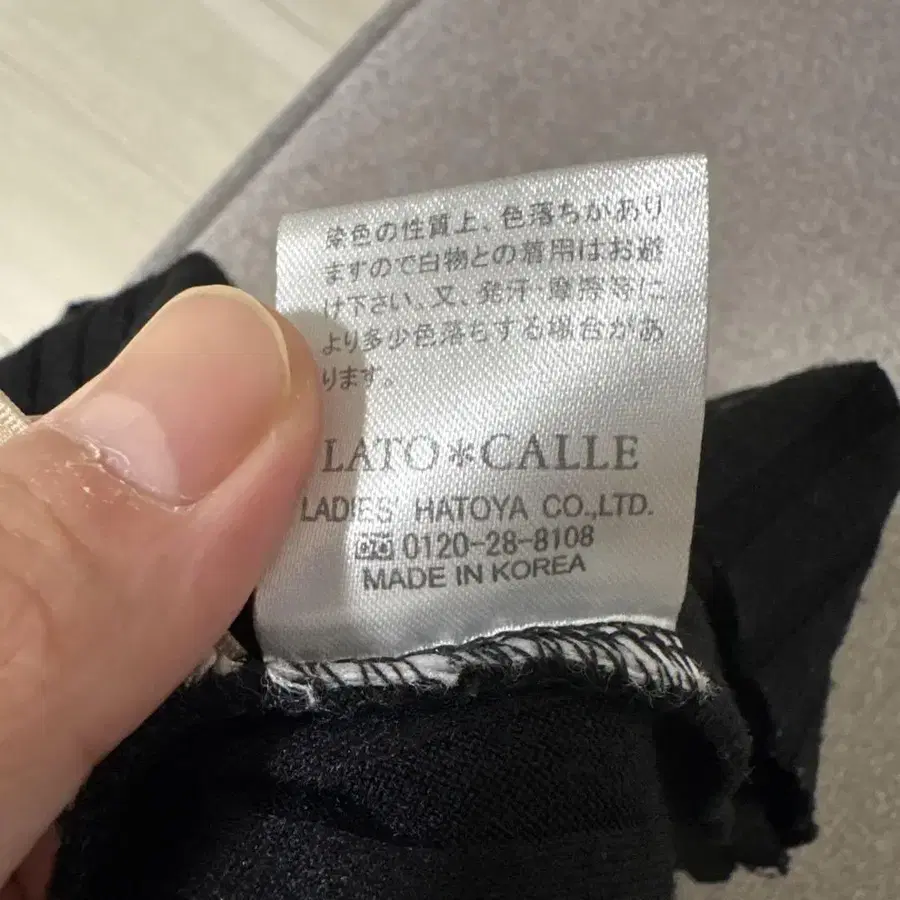 染色の性質上、色落ちがあり
ますので白物との着用はお避
け下さい、又、発汗・摩擦等に
より多少色落ちする場合があ
ります。
LATO*CALLE
LADIES' HATOYA CO.,LTD.
0120-28-8108
MADE IN KOREA